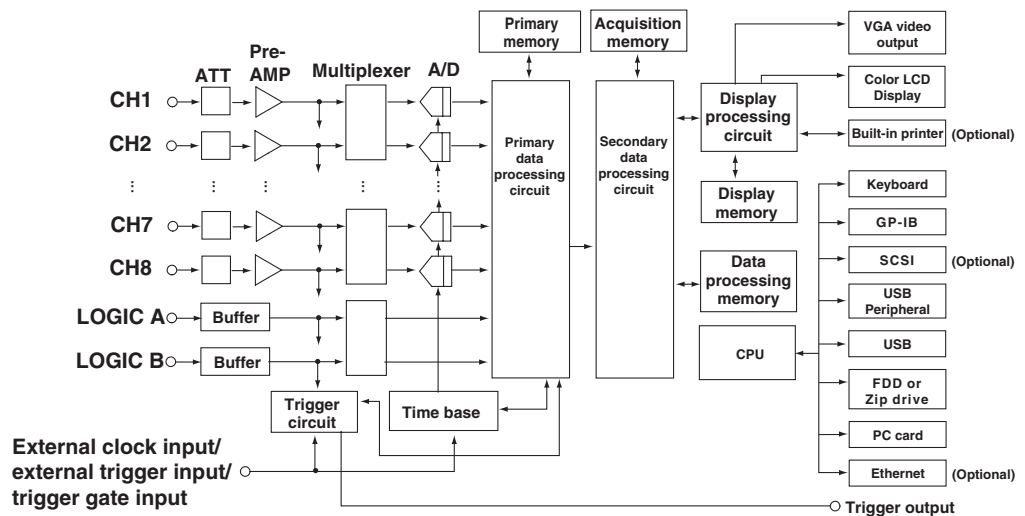 Primary
memory
Acquisition
memory
VGA video
output
Pre-
AMP
ATT
Multiplexer
A/D
Color LCD
Display
CH1
Display
processing
circuit
Built-in printer
(Optional)
CH2
Primary
data
processing
circuit
Secondary
data
processing
circuit
...
...
...
...
...
Display
memory
Keyboard
CH7
GP-IB
CH8
Data
processing
memory
SCSI
(Optional)
USB
Peripheral
LOGIC A
Buffer
USB
LOGIC B
Buffer
CPU
FDD or
Zip drive
Trigger
circuit
Time base
PC card
External clock input/
external trigger input/
trigger gate input
Ethernet
(Optional)
Trigger output